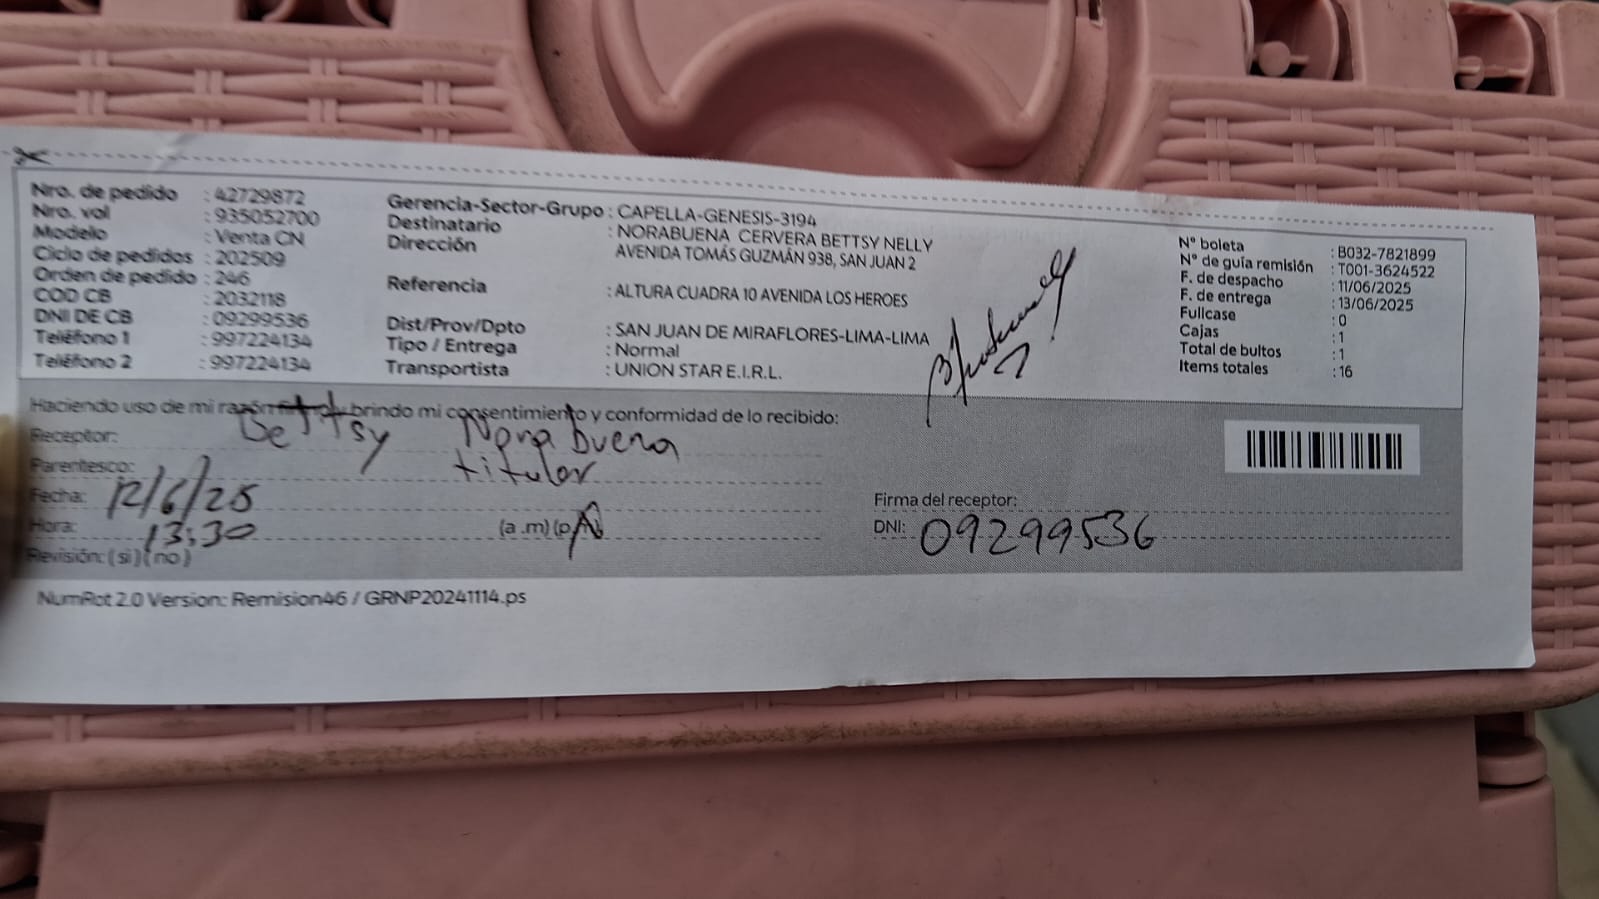 Nro. de pedido : 42729872
Nro. vol : 935052700
Modelo : Venta CN
Ciclo de pedidos : 202509
Orden de pedido : 246
COD CB : 2032118
DNI DE CB : 09299536
Teléfono 1 : 997224134
Teléfono 2 : 997224134
Gerencia-Sector-Grupo : CAPELLA-GENESIS-3194
Destinatario : NORABUENA CERVERA BETTSY NELLY
Dirección AVENIDA TOMÁS GUZMÁN 938, SAN JUAN 2
Referencia : ALTURA CUADRA 10 AVENIDA LOS HEROES
Dist/Prov/Dpto : SAN JUAN DE MIRAFLORES-LIMA-LIMA
Tipo / Entrega : Normal
Transportista : UNION STAR E.I.R.L.
N° boleta : B032-7821899
N° de guía remisión : T001-3624522
F. de despacho : 11/06/2025
F. de entrega : 13/06/2025
Fullcase : 0
Cajas : 1
Total de bultos : 1
Items totales : 16
Haciendo uso de mi razón brindo mi consentimiento y conformidad de lo recibido:
Receptor: Bettsy Norabuena
Parentesco: titular
Fecha: 12/6/25
Hora: 13:30 (a .m) (p
Revisión: ( si ) ( no )
Firma del receptor:
DNI: 09299536
NumRot 2.0 Version: Remision46 / GRNP20241114.ps